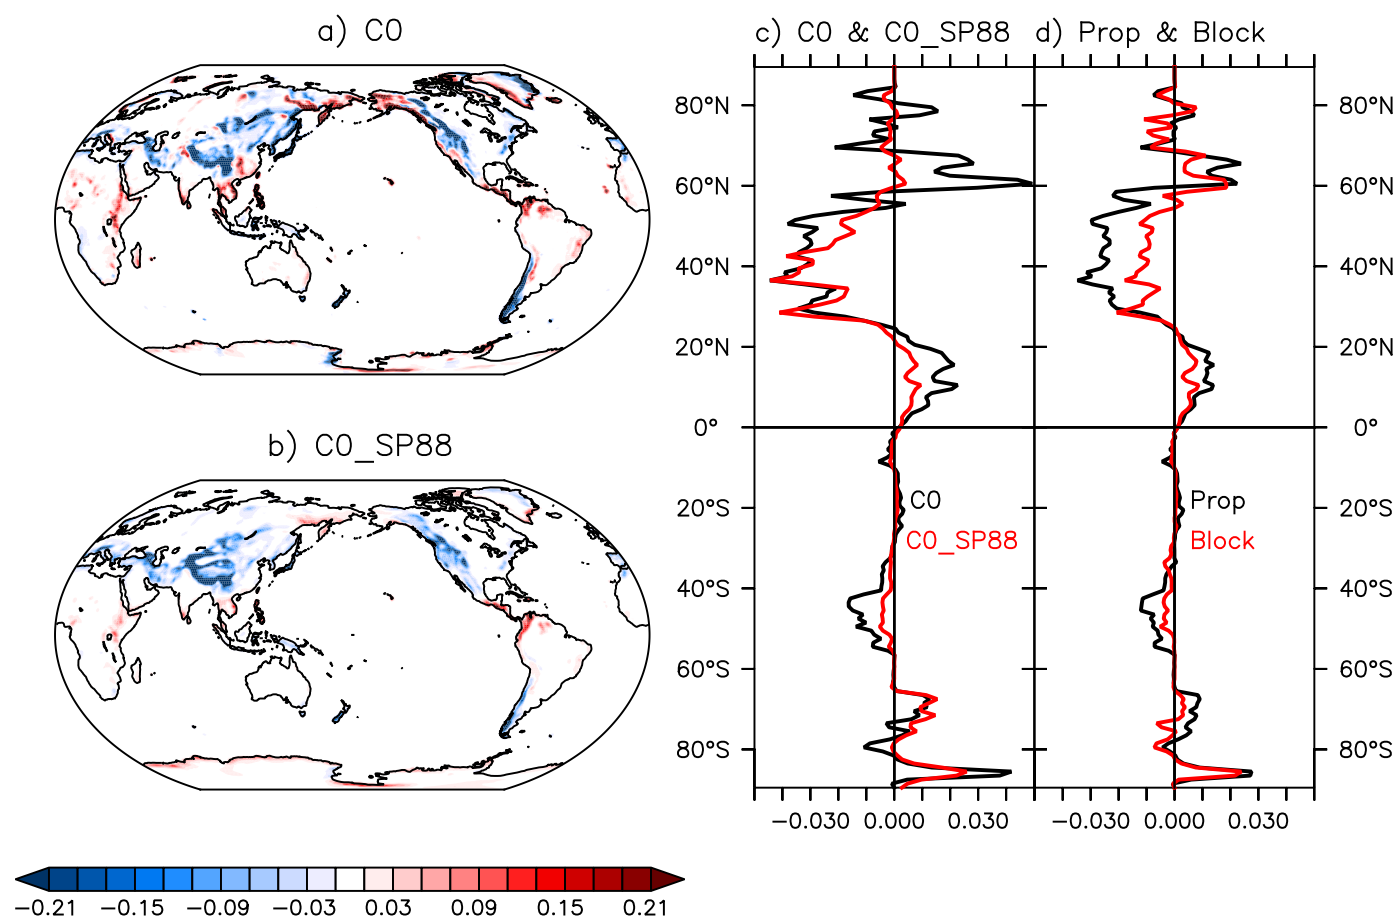 a) C0
b) C0_SP88
−0.21 −0.15 −0.09 −0.03 0.03 0.09 0.15 0.21
c) C0 & C0_SP88
80°N
60°N
40°N
20°N
0°
20°S
40°S
60°S
80°S
C0
C0_SP88
−0.030 0.000 0.030
d) Prop & Block
80°N
60°N
40°N
20°N
0°
20°S
40°S
60°S
80°S
Prop
Block
−0.030 0.000 0.030